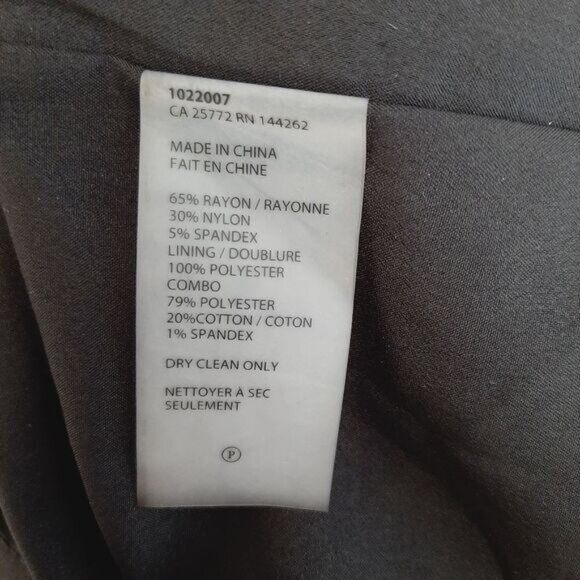 1022007
CA 25772 RN 144262
MADE IN CHINA
FAIT EN CHINE
65% RAYON / RAYONNE
30% NYLON
5% SPANDEX
LINING / DOUBLURE
100% POLYESTER
COMBO
79% POLYESTER
20%COTTON / COTON
1% SPANDEX
DRY CLEAN ONLY
NETTOYER À SEC
SEULEMENT
P